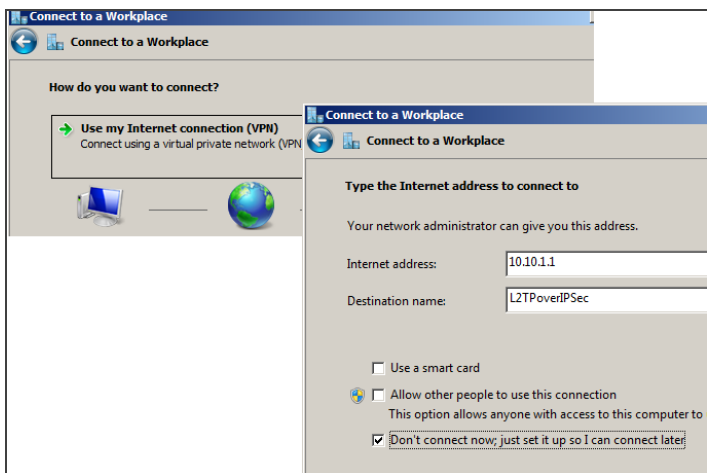 Connect to a Workplace
Connect to a Workplace
How do you want to connect?
Use my Internet connection (VPN)
Connect using a virtual private network (VPN
Connect to a Workplace
Connect to a Workplace
Type the Internet address to connect to
Your network administrator can give you this address.
Internet address: 10.10.1.1
Destination name: L2TPoverIPSec
Use a smart card
Allow other people to use this connection
This option allows anyone with access to this computer to
Don't connect now; just set it up so I can connect later